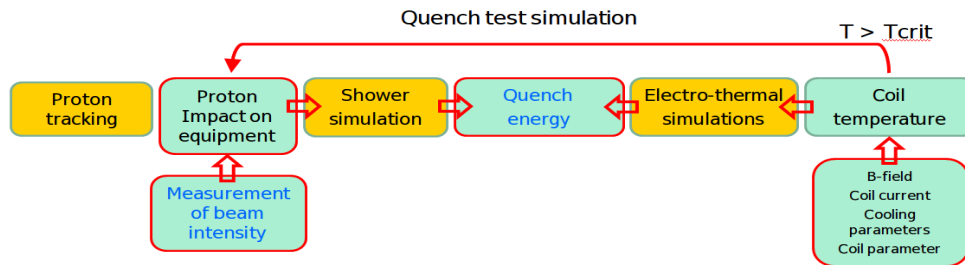 Quench test simulation
T > Tcrit
Proton
tracking
Proton
Impact on
equipment
Shower
simulation
Quench
energy
Electro-thermal
simulations
Coil
temperature
Measurement
of beam
intensity
B-field
Coil current
Cooling
parameters
Coil parameter